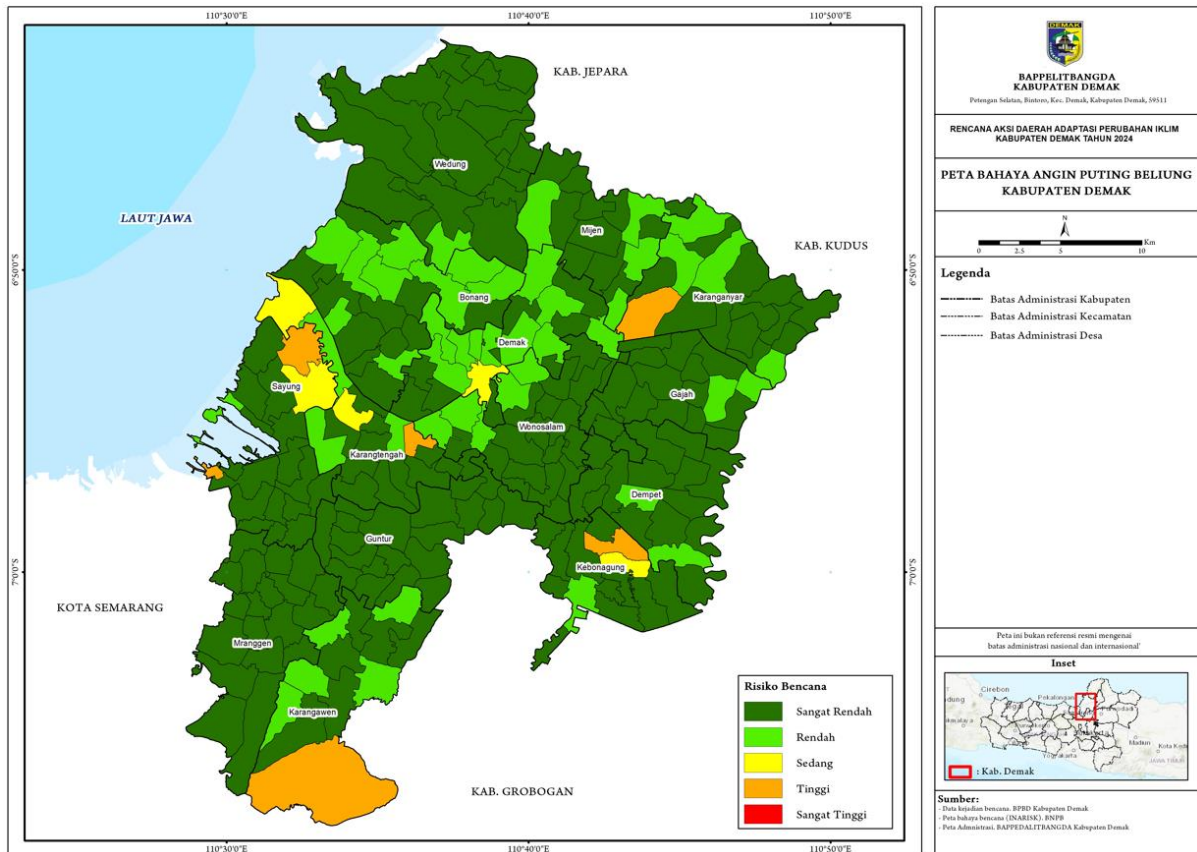 110°30'0"E
110°40'0"E
110°50'0"E
6°50'0"S
7°0'0"S
6°50'0"S
7°0'0"S
110°30'0"E
110°40'0"E
110°50'0"E
KAB. JEPARA
LAUT JAWA
KAB. KUDUS
KOTA SEMARANG
KAB. GROBOGAN
Wedung
Mijen
Bonang
Karanganyar
Demak
Sayung
Gajah
Wonosalam
Karangtengah
Dempet
Guntur
Kebonagung
Mranggen
Karangawen
Risiko Bencana
Sangat Rendah
Rendah
Sedang
Tinggi
Sangat Tinggi
DEMAK
BAPPELITBANGDA
KABUPATEN DEMAK
Petengan Selatan, Bintoro, Kec. Demak, Kabupaten Demak, 59511
RENCANA AKSI DAERAH ADAPTASI PERUBAHAN IKLIM
KABUPATEN DEMAK TAHUN 2024
PETA BAHAYA ANGIN PUTING BELIUNG
KABUPATEN DEMAK
N
Km
0 2.5 5 10
Legenda
Batas Administrasi Kabupaten
Batas Administrasi Kecamatan
Batas Administrasi Desa
Peta ini bukan referensi resmi mengenai
batas administrasi nasional dan internasional'
Inset
Cirebon
Pekalongan
Yogyakarta
Madiun
Kota Kediri
JAWA TIMUR
: Kab. Demak
Sumber:
- Data kejadian bencana. BPBD Kabupaten Demak
- Peta bahaya bencana (INARISK). BNPB
- Peta Admnistrasi. BAPPEDALITBANGDA Kabupaten Demak